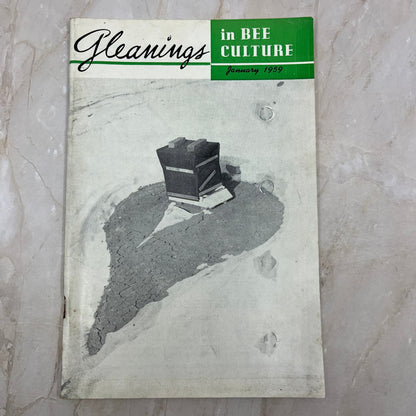 Gleanings
in BEE
CULTURE
January 1959